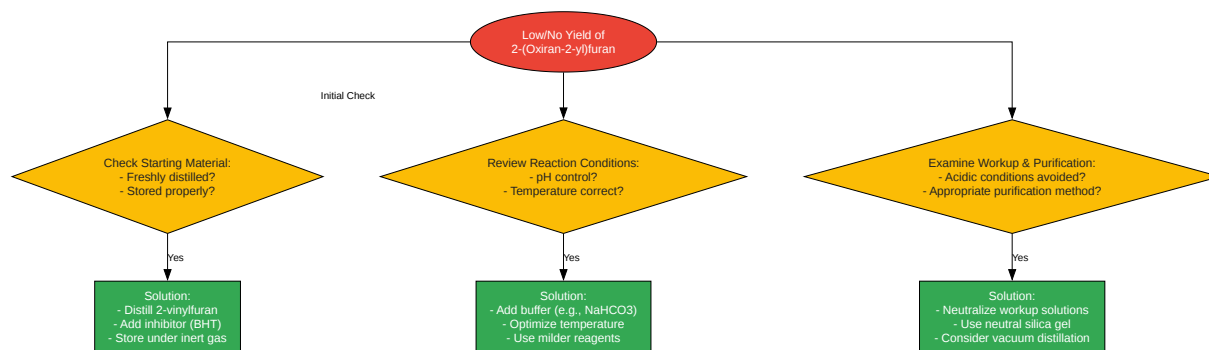 Low/No Yield of
2-(Oxiran-2-yl)furan
Initial Check
Check Starting Material:
- Freshly distilled?
- Stored properly?
Review Reaction Conditions:
- pH control?
- Temperature correct?
Examine Workup & Purification:
- Acidic conditions avoided?
- Appropriate purification method?
Yes
Yes
Yes
Solution:
- Distill 2-vinylfuran
- Add inhibitor (BHT)
- Store under inert gas
Solution:
- Add buffer (e.g., NaHCO3)
- Optimize temperature
- Use milder reagents
Solution:
- Neutralize workup solutions
- Use neutral silica gel
- Consider vacuum distillation